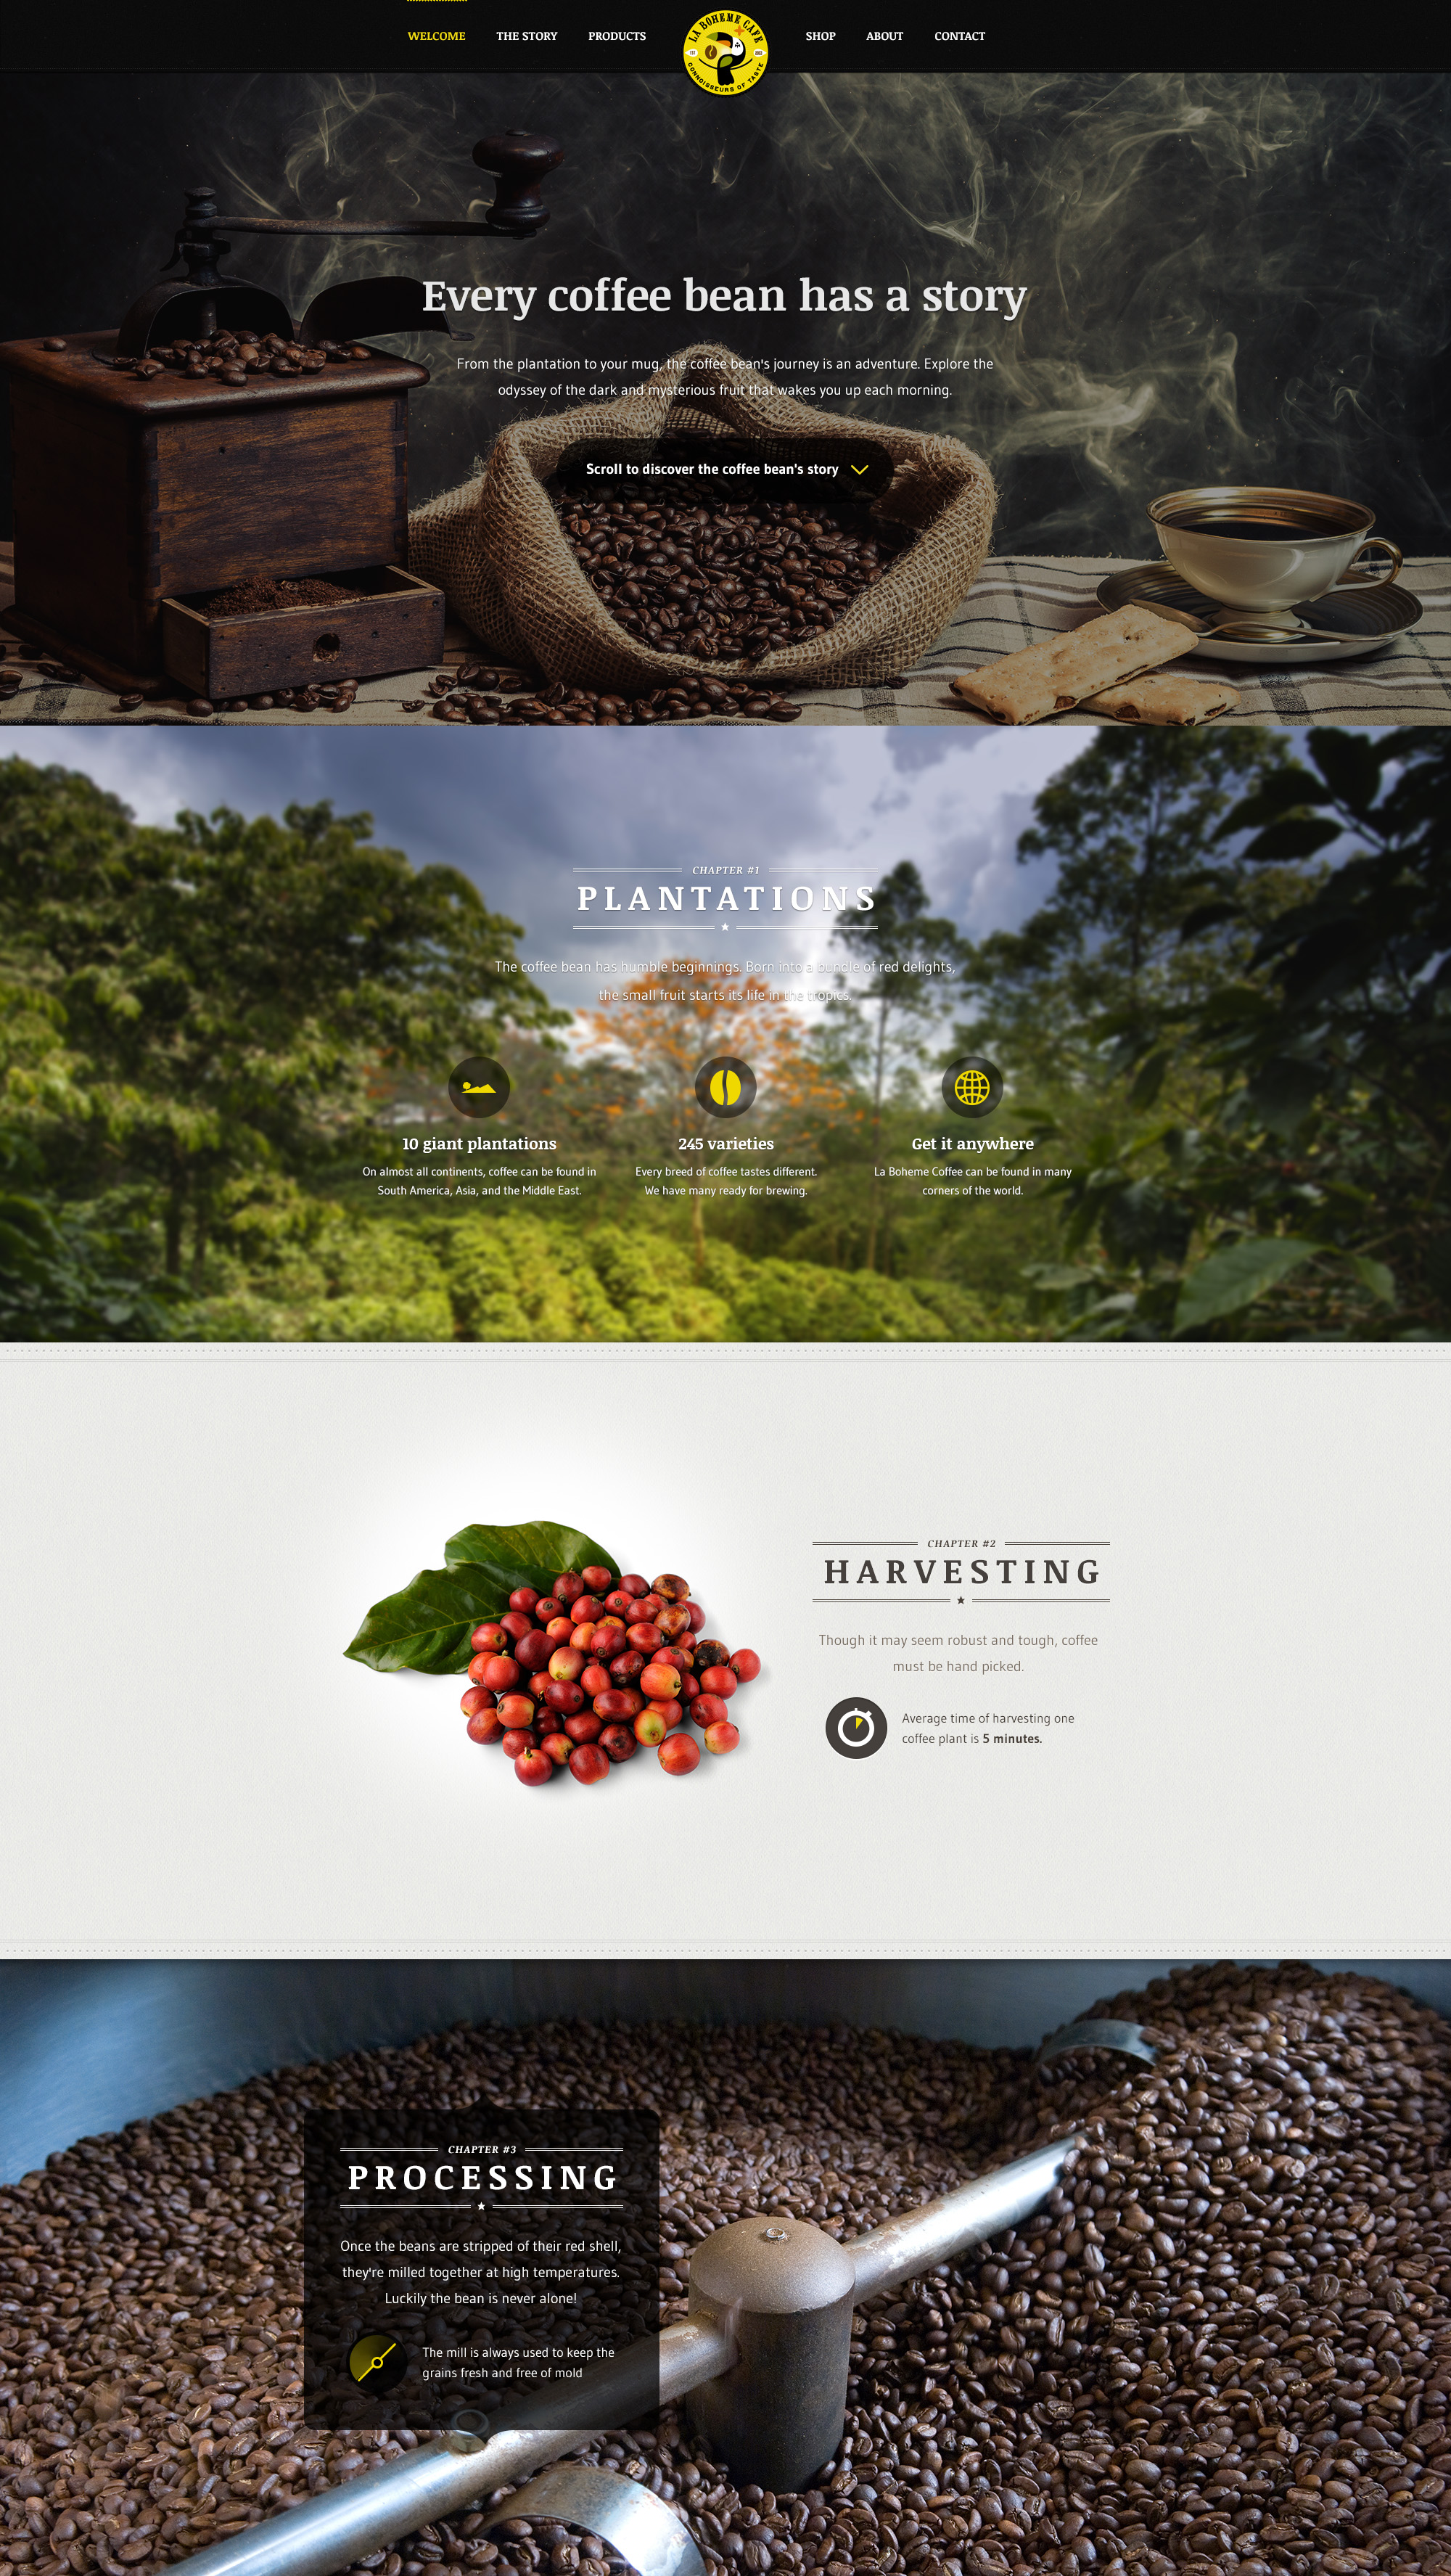 WELCOME THE STORY PRODUCTS SHOP ABOUT CONTACT
LA BOHEME CAFE
CONNOISSEURS OF TASTE
Every coffee bean has a story
From the plantation to your mug, the coffee bean's journey is an adventure. Explore the
odyssey of the dark and mysterious fruit that wakes you up each morning.
Scroll to discover the coffee bean's story
CHAPTER #1
PLANTATIONS
The coffee bean has humble beginnings. Born into a bundle of red delights,
the small fruit starts its life in the tropics.
10 giant plantations
On almost all continents, coffee can be found in
South America, Asia, and the Middle East.
245 varieties
Every breed of coffee tastes different.
We have many ready for brewing.
Get it anywhere
La Boheme Coffee can be found in many
corners of the world.
CHAPTER #2
HARVESTING
Though it may seem robust and tough, coffee
must be hand picked.
Average time of harvesting one
coffee plant is 5 minutes.
CHAPTER #3
PROCESSING
Once the beans are stripped of their red shell,
they're milled together at high temperatures.
Luckily the bean is never alone!
The mill is always used to keep the
grains fresh and free of mold